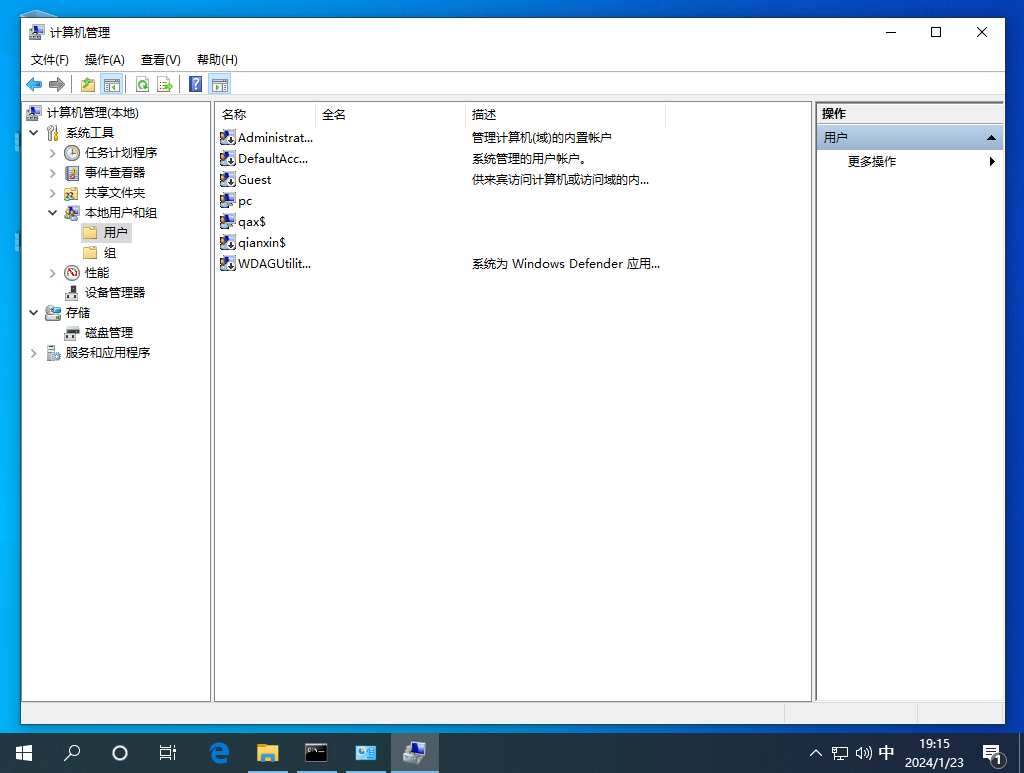 计算机管理
文件(F) 操作(A) 查看(V) 帮助(H)
计算机管理(本地)
系统工具
任务计划程序
事件查看器
共享文件夹
本地用户和组
用户
组
性能
设备管理器
存储
磁盘管理
服务和应用程序
名称 全名 描述
Administrat... 管理计算机(域)的内置帐户
DefaultAcc... 系统管理的用户帐户。
Guest 供来宾访问计算机或访问域的内...
pc
qax$
qianxin$
WDAGUtilit... 系统为 Windows Defender 应用...
操作
用户
更多操作
中
19:15
2024/1/23
1